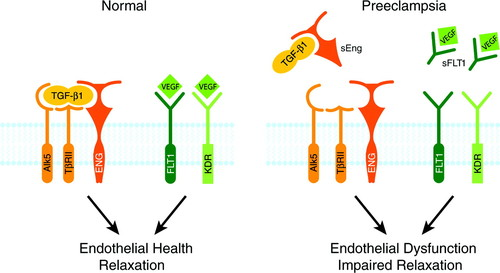 Normal
TGF-β1
VEGF
VEGF
Alk5
TβRII
ENG
FLT1
KDR
Endothelial Health
Relaxation
Preeclampsia
TGF-β1
sEng
VEGF
VEGF
sFLT1
Alk5
TβRII
ENG
FLT1
KDR
Endothelial Dysfunction
Impaired Relaxation